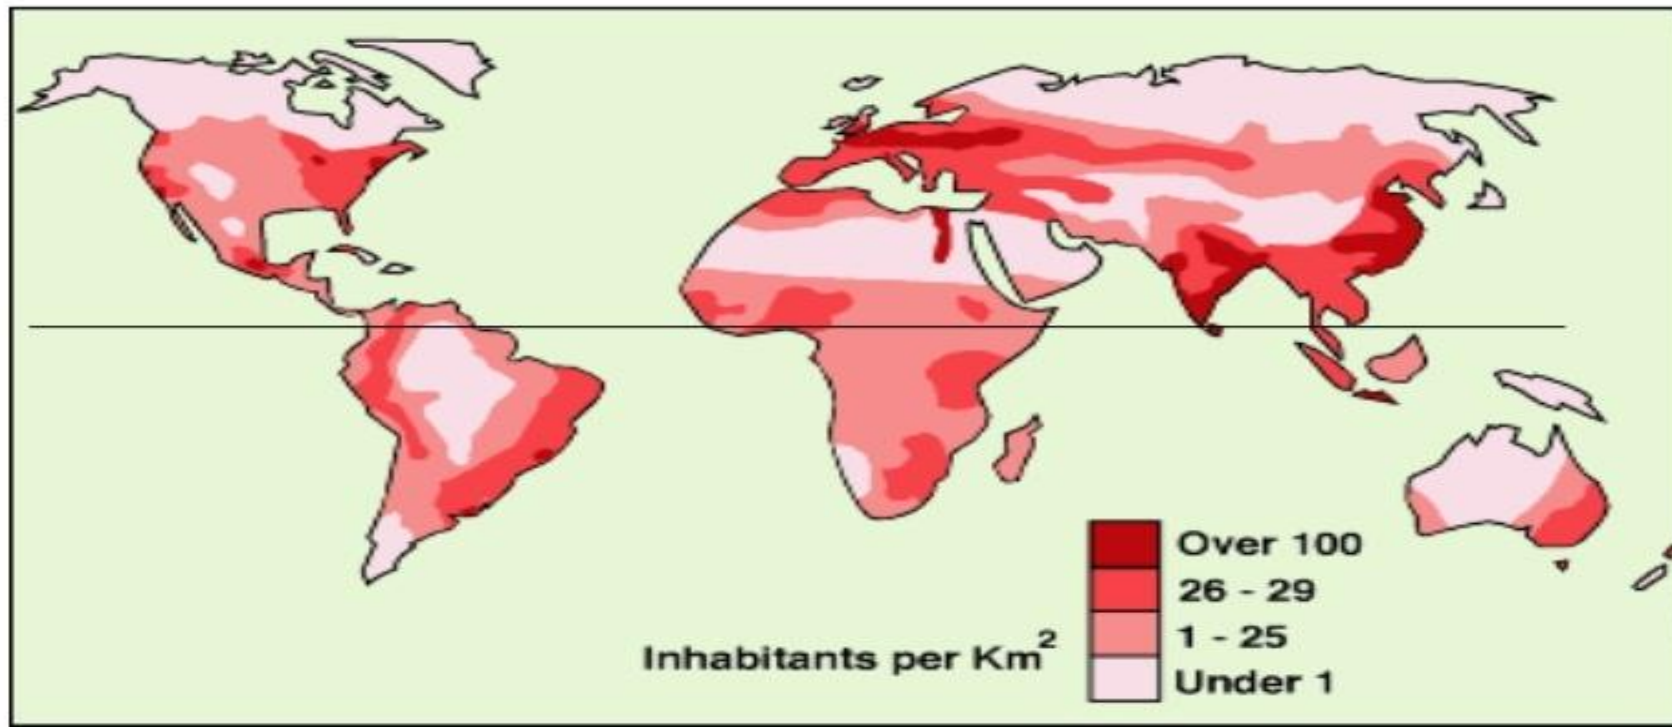 Over 100
26 - 29
1 - 25
Under 1
Inhabitants per Km²